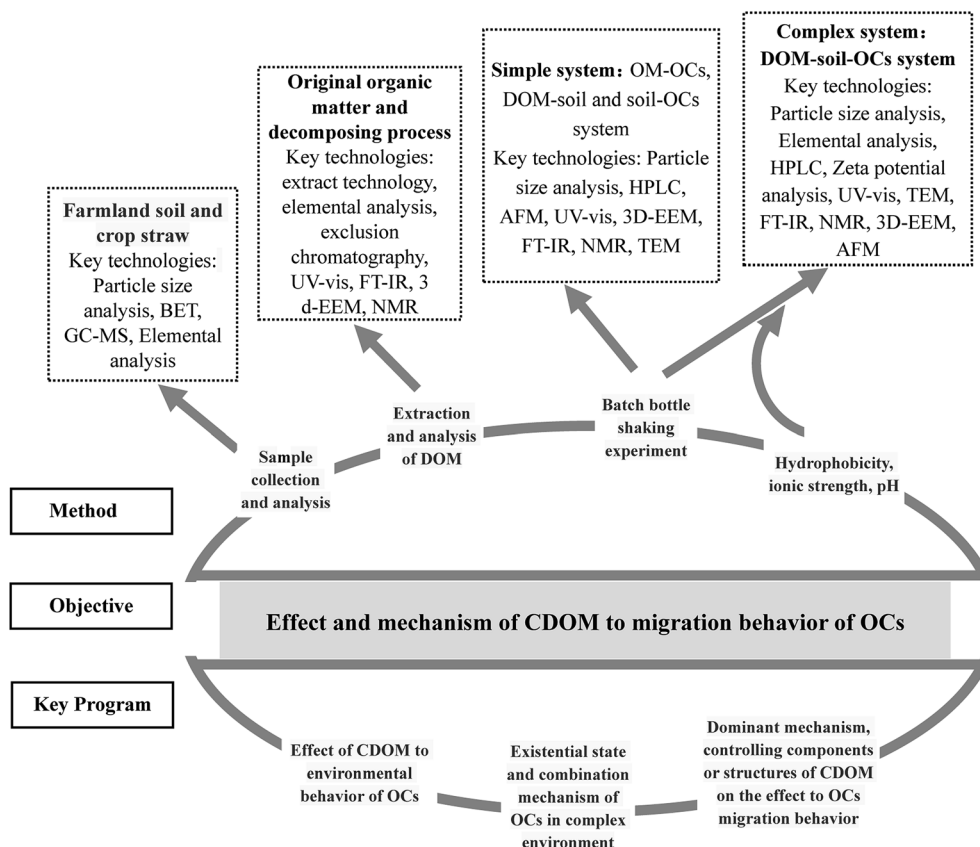 Complex system:
DOM-soil-OCs system
Key technologies:
Particle size analysis,
Elemental analysis,
HPLC, Zeta potential
analysis, UV-vis, TEM,
FT-IR, NMR, 3D-EEM,
AFM
Simple system: OM-OCs,
DOM-soil and soil-OCs
system
Key technologies: Particle
size analysis, HPLC,
AFM, UV-vis, 3D-EEM,
FT-IR, NMR, TEM
Original organic
matter and
decomposing process
Key technologies:
extract technology,
elemental analysis,
exclusion
chromatography,
UV-vis, FT-IR, 3
d-EEM, NMR
Farmland soil and
crop straw
Key technologies:
Particle size
analysis, BET,
GC-MS, Elemental
analysis
Sample
collection
and analysis
Extraction
and analysis
of DOM
Batch bottle
shaking
experiment
Hydrophobicity,
ionic strength, pH
Method
Objective
Effect and mechanism of CDOM to migration behavior of OCs
Key Program
Effect of CDOM to
environmental
behavior of OCs
Existential state
and combination
mechanism of
OCs in complex
environment
Dominant mechanism,
controlling components
or structures of CDOM
on the effect to OCs
migration behavior